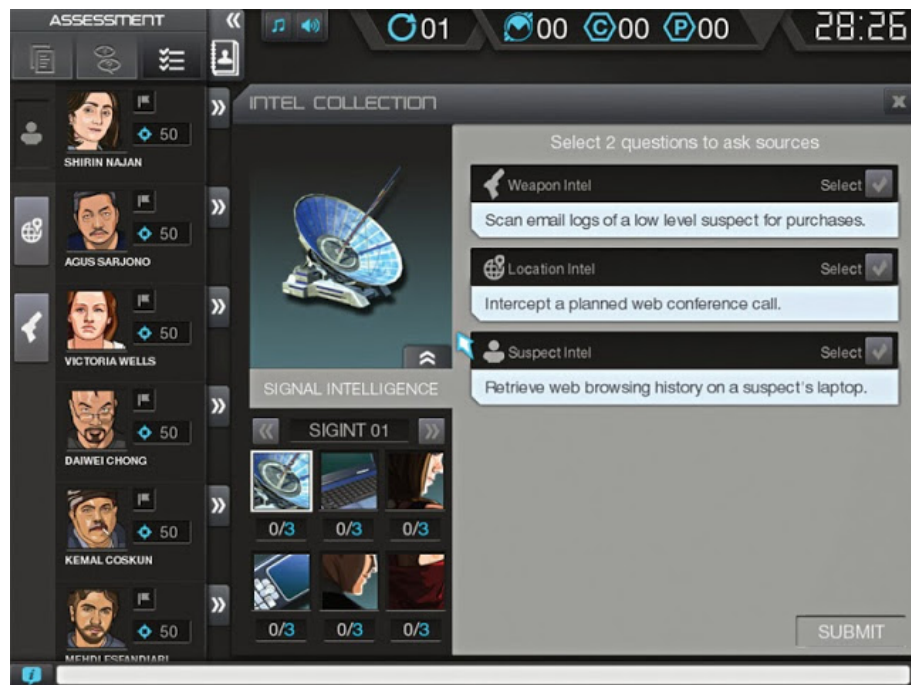 ASSESSMENT
01
00
C 00
P 00
28:26
INTEL COLLECTION
50
SHIRIN NAJAN
50
AGUS SARJONO
50
VICTORIA WELLS
50
DAIWEI CHONG
50
KEMAL COSKUN
50
MEHDI ESFANDIARI
SIGNAL INTELLIGENCE
SIGINT 01
0/3 0/3 0/3
0/3 0/3 0/3
Select 2 questions to ask sources
Weapon Intel Select
Scan email logs of a low level suspect for purchases.
Location Intel Select
Intercept a planned web conference call.
Suspect Intel Select
Retrieve web browsing history on a suspect's laptop.
SUBMIT